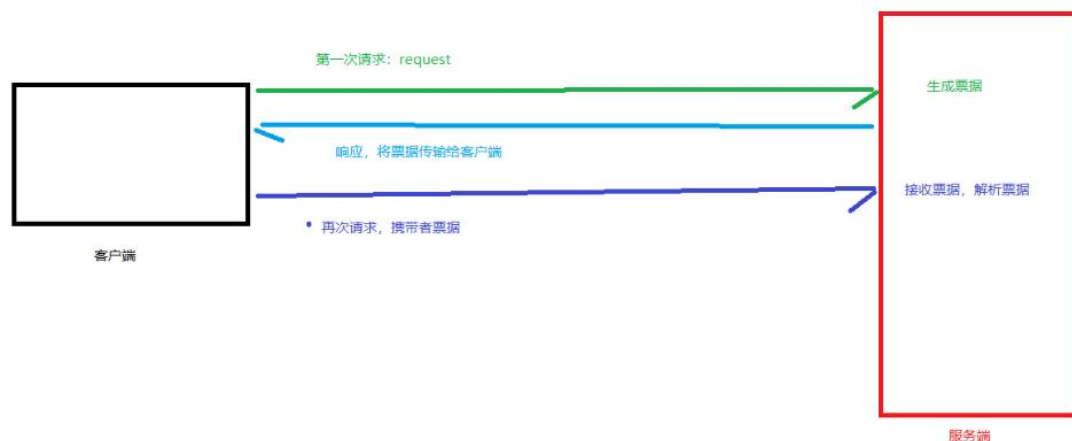 第一次请求：request
生成票据
响应，将票据传输给客户端
接收票据，解析票据
再次请求，携带者票据
客户端
服务端